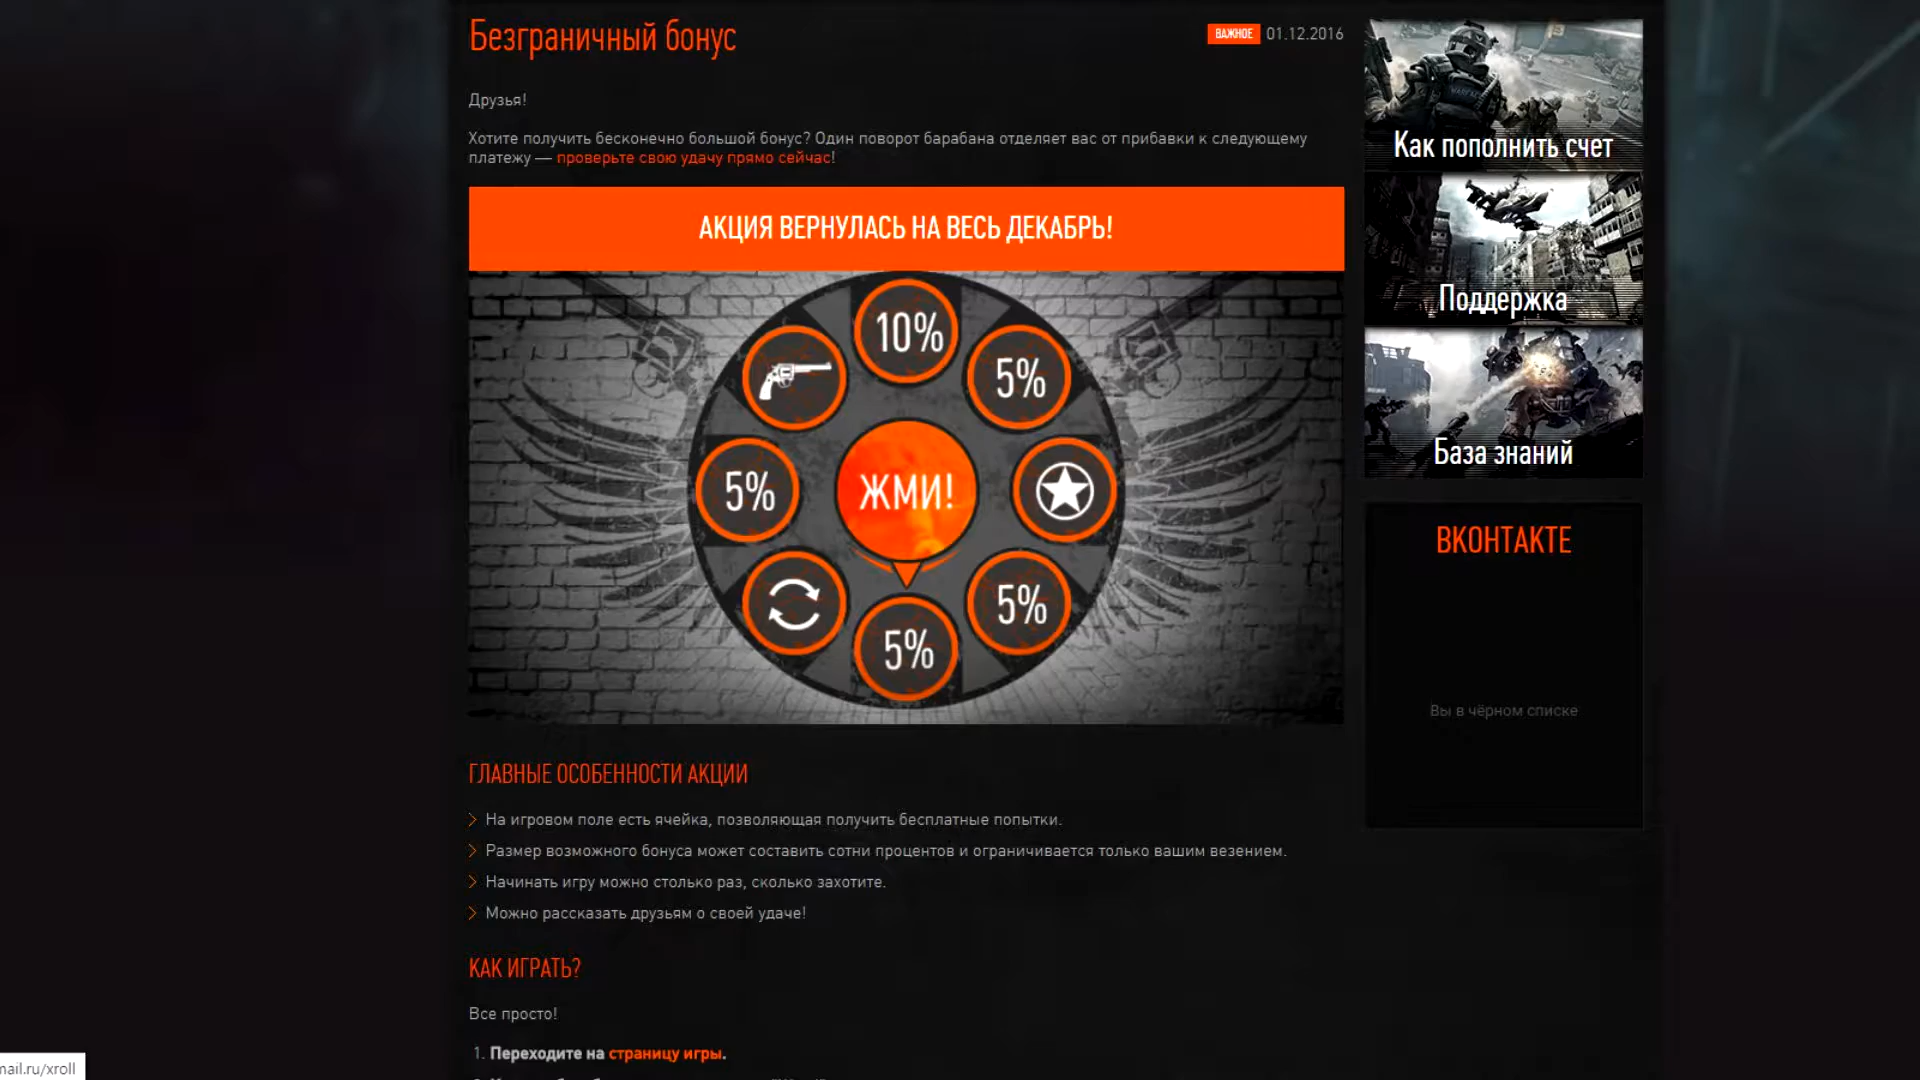 Безграничный бонус
ВАЖНОЕ 01.12.2016
Друзья!
Хотите получить бесконечно большой бонус? Один поворот барабана отделяет вас от прибавки к следующему
платежу — проверьте свою удачу прямо сейчас!
АКЦИЯ ВЕРНУЛАСЬ НА ВЕСЬ ДЕКАБРЬ!
10%
5%
5%
ЖМИ!
5%
5%
ГЛАВНЫЕ ОСОБЕННОСТИ АКЦИИ
На игровом поле есть ячейка, позволяющая получить бесплатные попытки.
Размер возможного бонуса может составить сотни процентов и ограничивается только вашим везением.
Начинать игру можно столько раз, сколько захотите.
Можно рассказать друзьям о своей удаче!
КАК ИГРАТЬ?
Все просто!
1. Переходите на страницу игры.
WARFACE
Как пополнить счет
Поддержка
База знаний
ВКОНТАКТЕ
Вы в чёрном списке
mail.ru/xroll